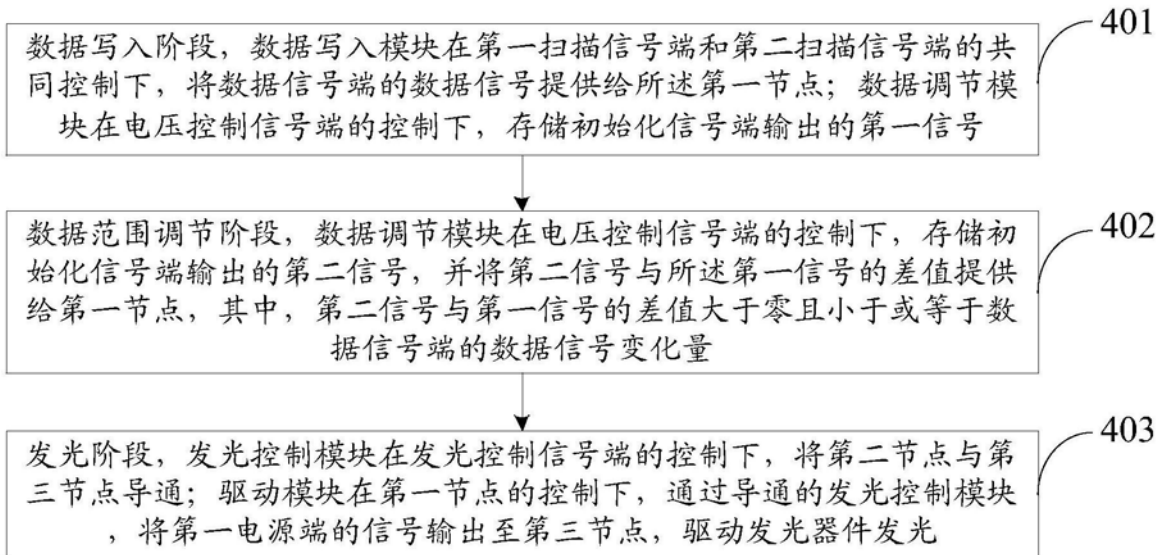 数据写入阶段，数据写入模块在第一扫描信号端和第二扫描信号端的共
同控制下，将数据信号端的数据信号提供给所述第一节点；数据调节模
块在电压控制信号端的控制下，存储初始化信号端输出的第一信号
401
数据范围调节阶段，数据调节模块在电压控制信号端的控制下，存储初
始化信号端输出的第二信号，并将第二信号与所述第一信号的差值提供
给第一节点，其中，第二信号与第一信号的差值大于零且小于或等于数
据信号端的数据信号变化量
402
发光阶段，发光控制模块在发光控制信号端的控制下，将第二节点与第
三节点导通；驱动模块在第一节点的控制下，通过导通的发光控制模块
，将第一电源端的信号输出至第三节点，驱动发光器件发光
403